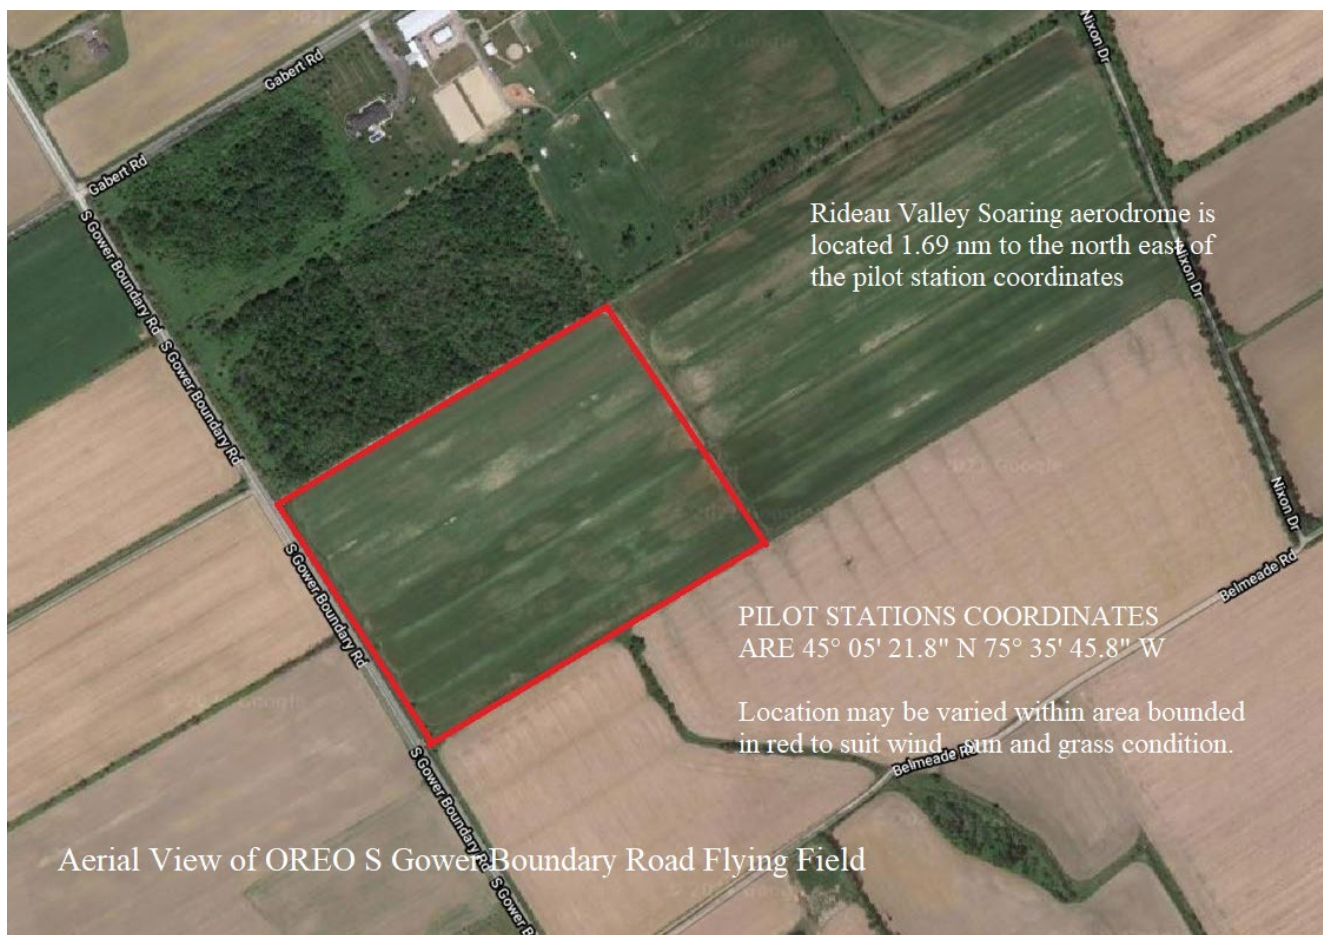 Nixon Dr
Gabert Rd
Gabert Rd
S Gower Boundary Rd
Rideau Valley Soaring aerodrome is
located 1.69 nm to the north east of
the pilot station coordinates
Nixon Dr
S Gower Boundary Rd
© 2021 Google
Nixon Dr
S Gower Boundary Rd
Belmeade Rd
PILOT STATIONS COORDINATES
ARE 45° 05' 21.8" N 75° 35' 45.8" W
Location may be varied within area bounded
in red to suit wind , sun and grass condition.
Belmeade Rd
S Gower Boundary Rd
Aerial View of OREO S Gower Boundary Road Flying Field
S Gower B